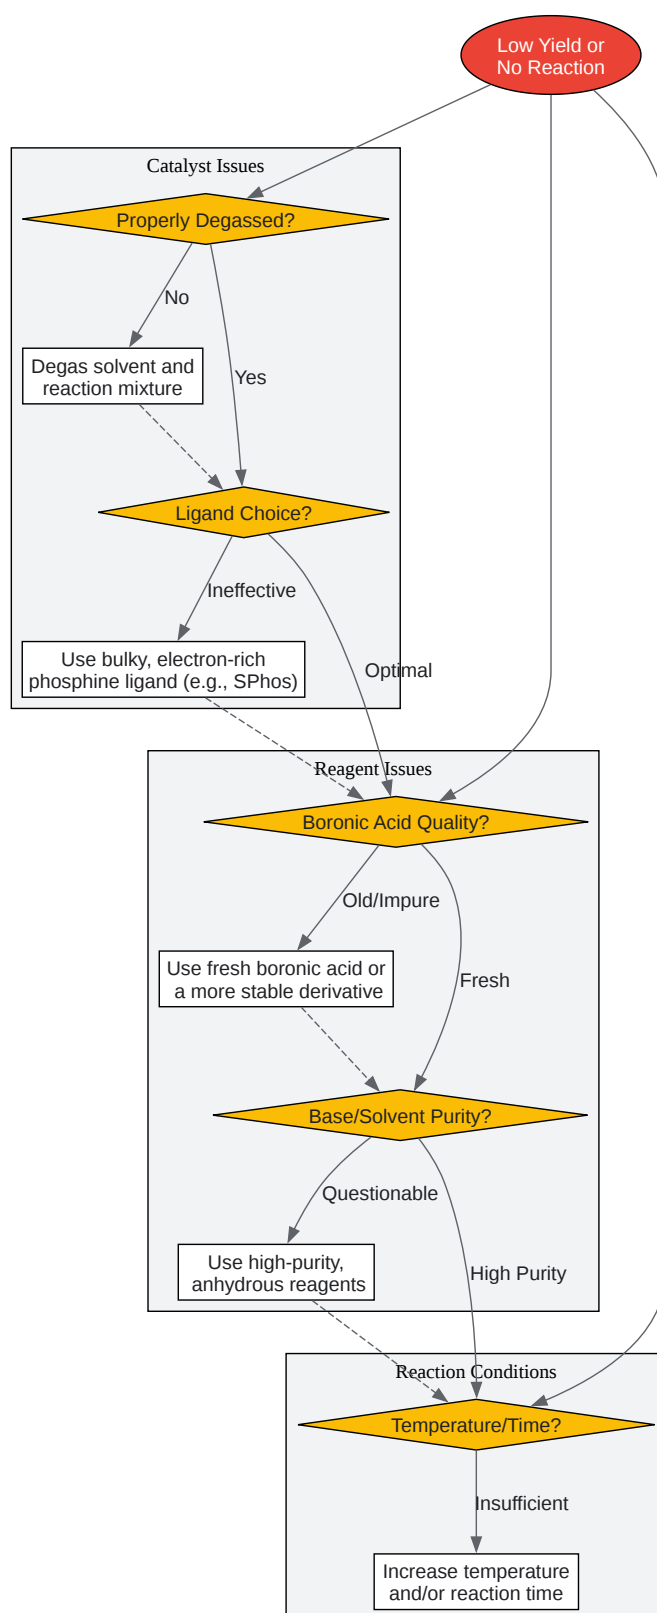 Low Yield or
No Reaction
Catalyst Issues
Properly Degassed?
No
Degas solvent and
reaction mixture
Yes
Ligand Choice?
Ineffective
Use bulky, electron-rich
phosphine ligand (e.g., SPhos)
Optimal
Reagent Issues
Boronic Acid Quality?
Old/Impure
Use fresh boronic acid or
a more stable derivative
Fresh
Base/Solvent Purity?
Questionable
Use high-purity,
anhydrous reagents
High Purity
Reaction Conditions
Temperature/Time?
Insufficient
Increase temperature
and/or reaction time